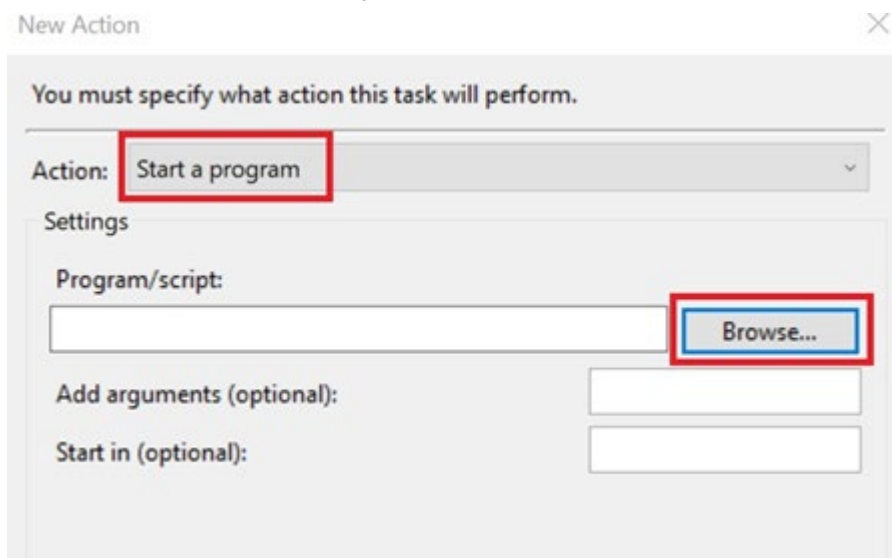 New Action
You must specify what action this task will perform.
Action: Start a program
Settings
Program/script:
Browse...
Add arguments (optional):
Start in (optional):